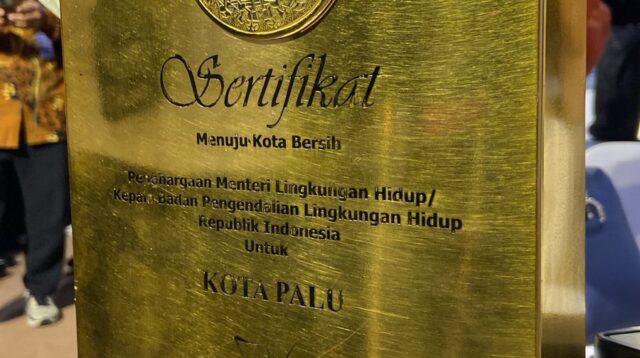 Sertifikat
Menuju Kota Bersih
Penghargaan Menteri Lingkungan Hidup/
Kepala Badan Pengendalian Lingkungan Hidup
Republik Indonesia
Untuk
KOTA PALU